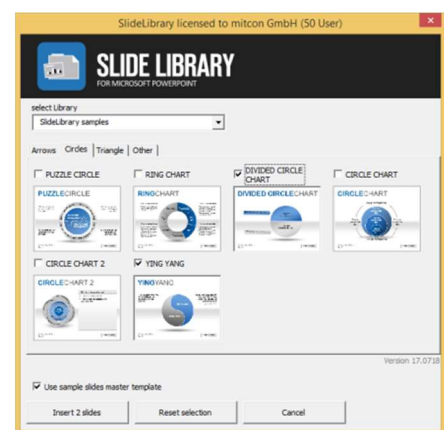 SlideLibrary licensed to mitcon GmbH (50 User)
SLIDE LIBRARY
FOR MICROSOFT POWERPOINT
select Library
SlideLibrary samples
Arrows Circles Triangle Other
PUZZLE CIRCLE RING CHART DIVIDED CIRCLE CHART CIRCLE CHART
PUZZLECIRCLE RINGCHART DIVIDED CIRCLECHART CIRCLECHART
CIRCLE CHART 2 YING YANG
CIRCLECHART 2 YINGYANG
Version 17.0718
Use sample slides master template
Insert 2 slides Reset selection Cancel